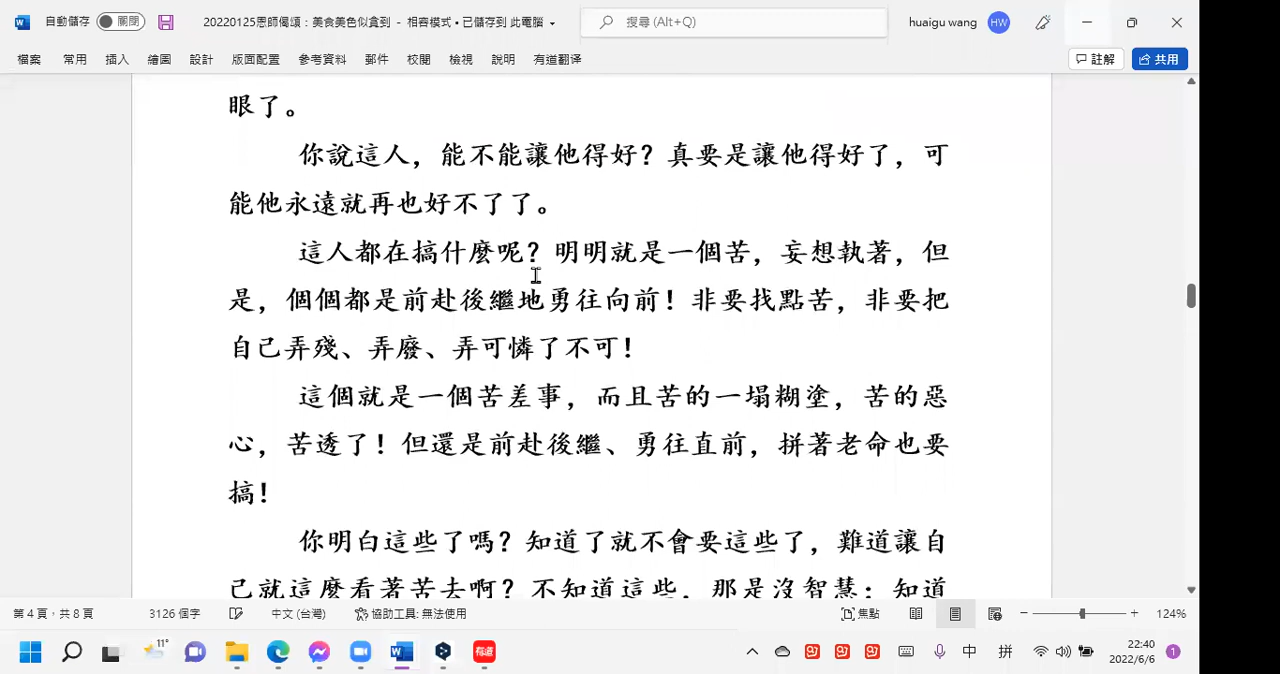 自動儲存 關閉 20220125恩師偈頌：美食美色似貪到 - 相容模式 • 已儲存到 此電腦 搜尋 (Alt+Q) huaigu wang HW
檔案 常用 插入 繪圖 設計 版面配置 參考資料 郵件 校閱 檢視 說明 有道翻译 註解 共用
眼了。
你說這人，能不能讓他得好？真要是讓他得好了，可
能他永遠就再也好不了了。
這人都在搞什麼呢？明明就是一個苦，妄想執著，但
是，個個都是前赴後繼地勇往向前！非要找點苦，非要把
自己弄殘、弄廢、弄可憐了不可！
這個就是一個苦差事，而且苦的一塌糊塗，苦的惡
心，苦透了！但還是前赴後繼、勇往直前，拼著老命也要
搞！
你明白這些了嗎？知道了就不會要這些了，難道讓自
己就這麼看著苦去啊？不知道這些，那是沒智慧；知道
第 4 頁，共 8 頁 3126 個字 中文 (台灣) 協助工具: 無法使用 焦點 124%
11° 有道 中 拼 22:40
2022/6/6 1